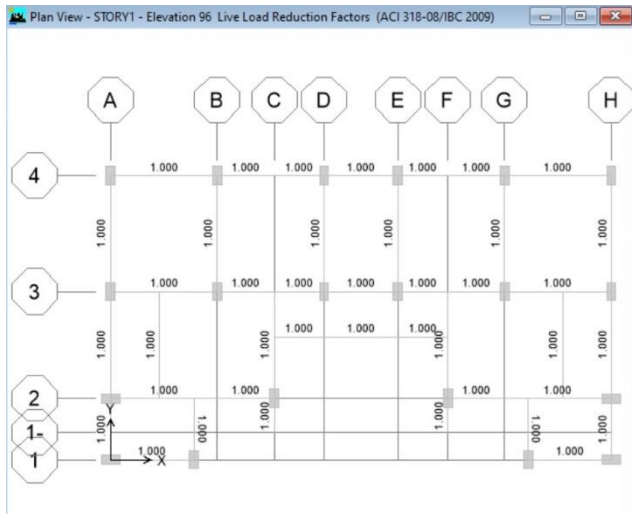 Plan View - STORY1 - Elevation 96 Live Load Reduction Factors (ACI 318-08/IBC 2009)
A B C D E F G H
4 1.000 1.000 1.000 1.000 1.000 1.000 1.000
1.000 1.000 1.000 1.000 1.000 1.000
3 1.000 1.000 1.000 1.000 1.000 1.000 1.000
1.000 1.000 1.000 1.000 1.000 1.000 1.000 1.000 1.000
2 1.000 1.000 1.000 1.000
Y
1- 1.000 1.000 1.000 1.000 1.000 1.000
1 1.000 X 1.000